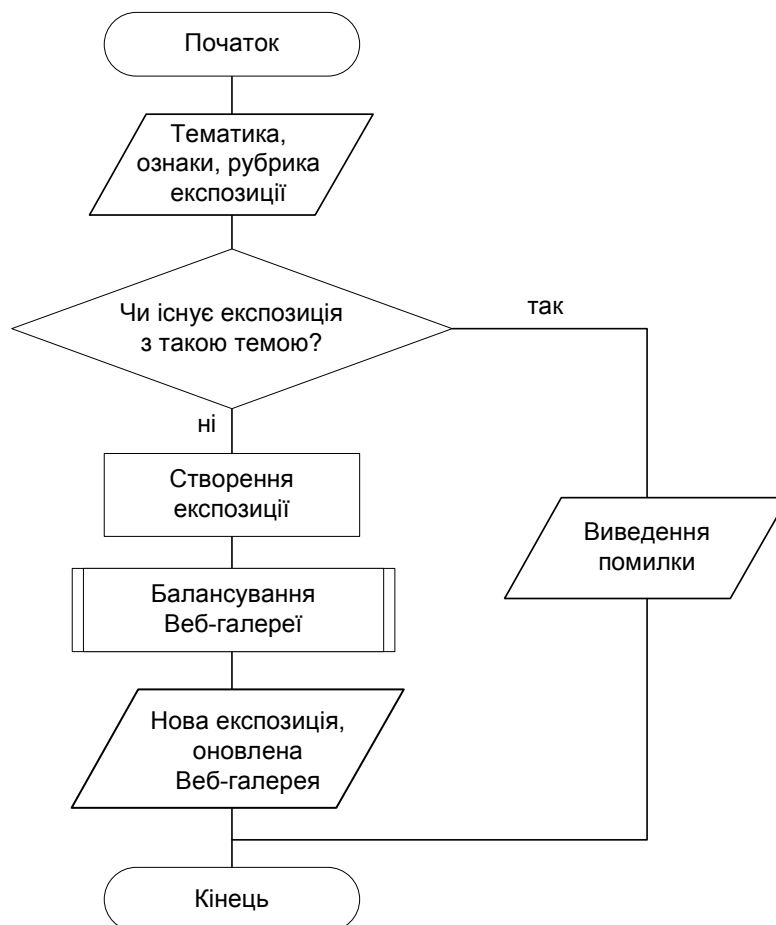 Початок
Тематика,
ознаки, рубрика
експозиції
Чи існує експозиція
з такою темою?
так
ні
Створення
експозиції
Виведення
помилки
Балансування
Веб-галереї
Нова експозиція,
оновлена
Веб-галерея
Кінець